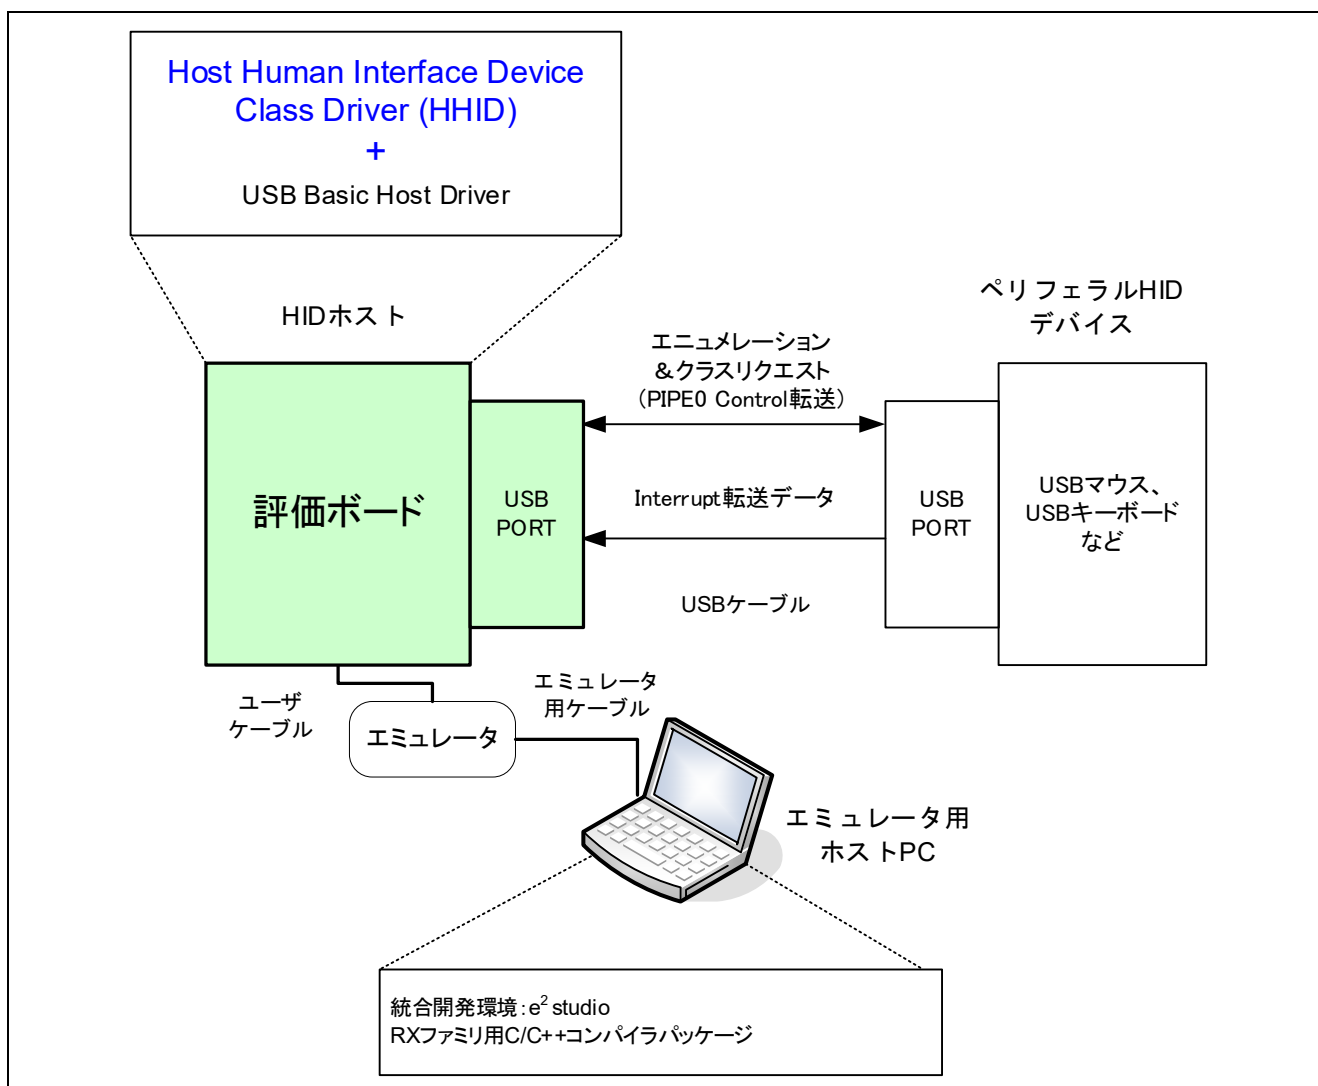 Host Human Interface Device
Class Driver (HHID)
+
USB Basic Host Driver
HIDホスト
ペリフェラルHID
デバイス
エニュメレーション
&クラスリクエスト
(PIPE0 Control転送)
評価ボード
USB
PORT
Interrupt転送データ
USB
PORT
USBマウス、
USBキーボード
など
USBケーブル
ユーザ
ケーブル
エミュレータ
用ケーブル
エミュレータ
エミュレータ用
ホストPC
統合開発環境:e² studio
RXファミリ用C/C++コンパイラパッケージ